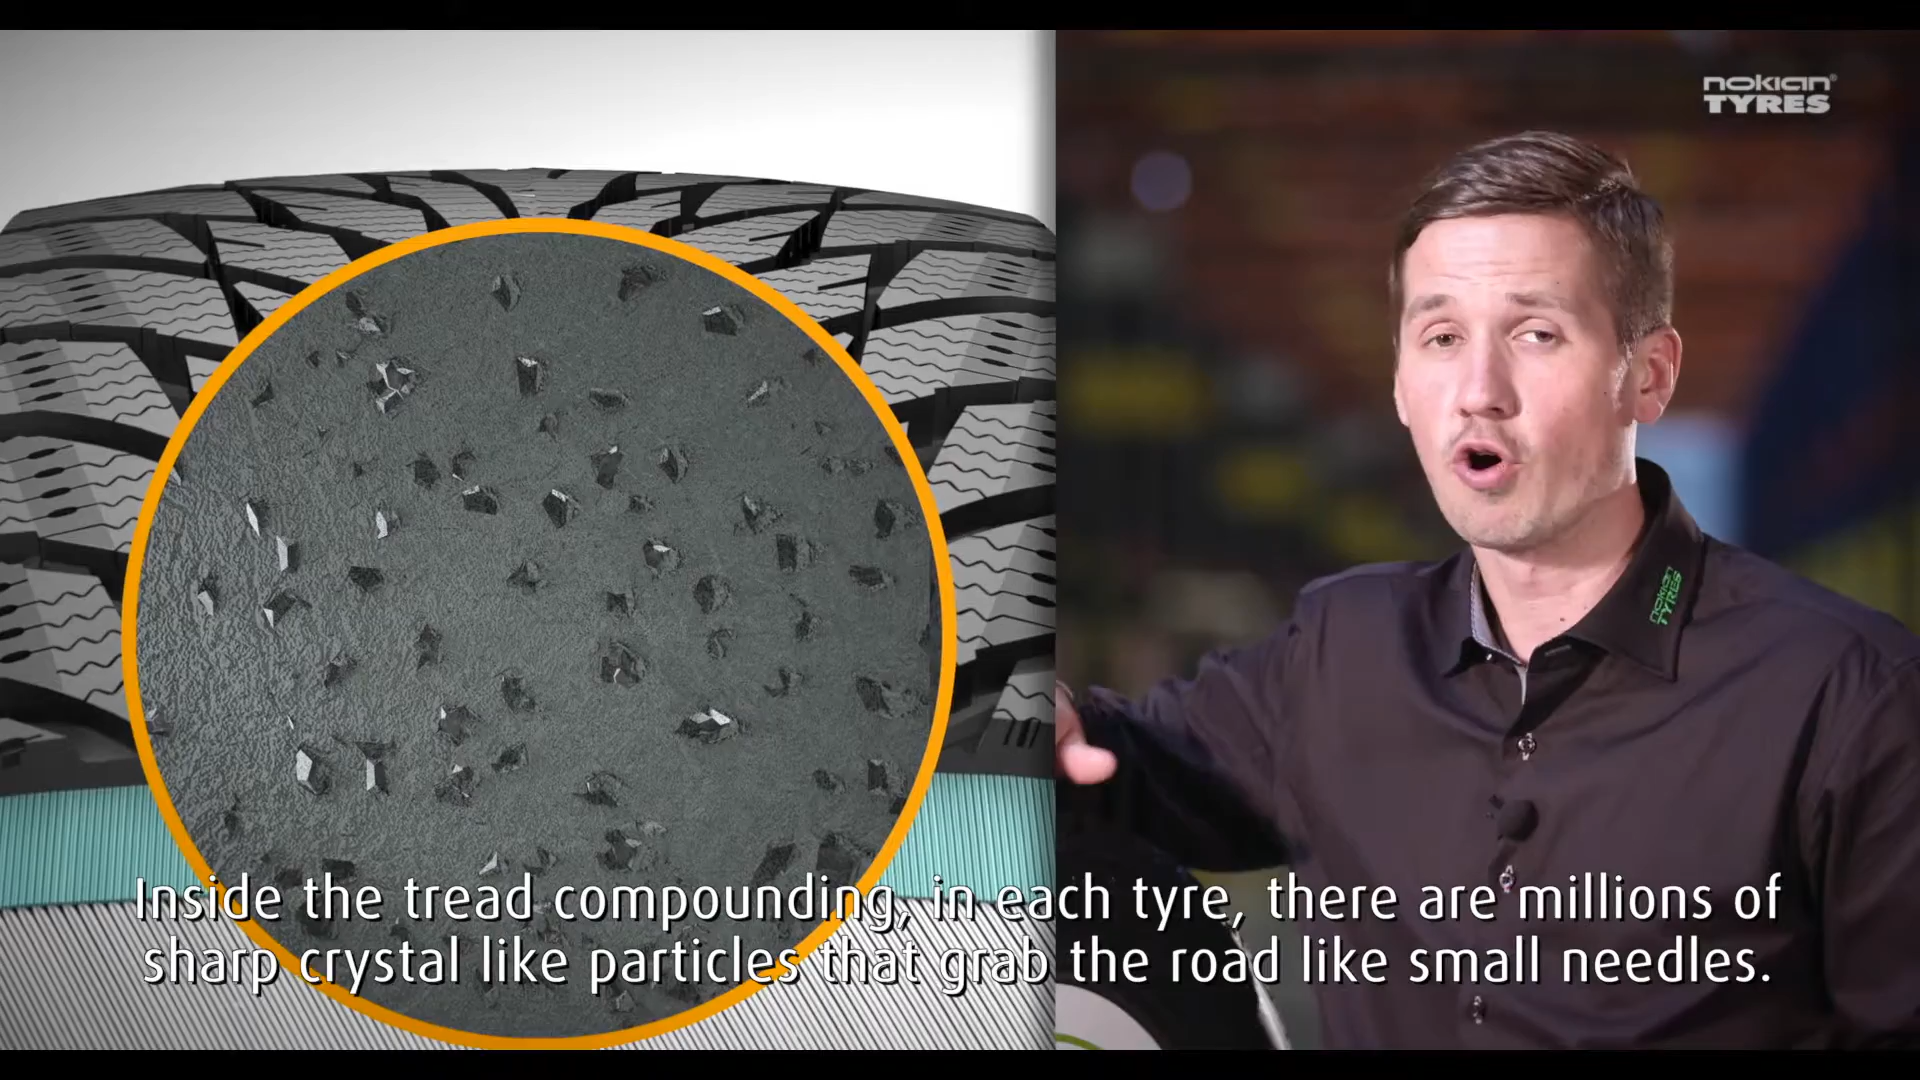 nokian®
TYRES
nokian
TYRES
Inside the tread compounding, in each tyre, there are millions of
sharp crystal like particles that grab the road like small needles.